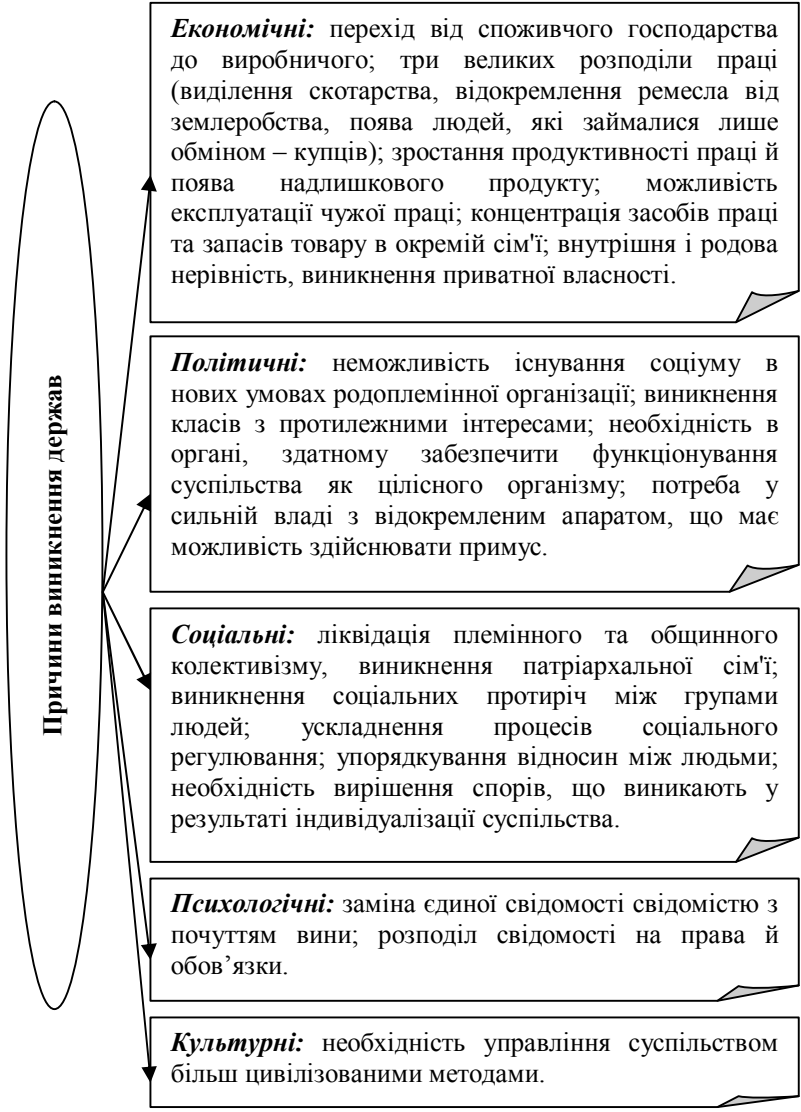 Причини виникнення держав
Економічні: перехід від споживчого господарства
до виробничого; три великих розподіли праці
(виділення скотарства, відокремлення ремесла від
землеробства, поява людей, які займалися лише
обміном – купців); зростання продуктивності праці й
поява надлишкового продукту; можливість
експлуатації чужої праці; концентрація засобів праці
та запасів товару в окремій сім'ї; внутрішня і родова
нерівність, виникнення приватної власності.
Політичні: неможливість існування соціуму в
нових умовах родоплемінної організації; виникнення
класів з протилежними інтересами; необхідність в
органі, здатному забезпечити функціонування
суспільства як цілісного організму; потреба у
сильній владі з відокремленим апаратом, що має
можливість здійснювати примус.
Соціальні: ліквідація племінного та общинного
колективізму, виникнення патріархальної сім'ї;
виникнення соціальних протиріч між групами
людей; ускладнення процесів соціального
регулювання; упорядкування відносин між людьми;
необхідність вирішення спорів, що виникають у
результаті індивідуалізації суспільства.
Психологічні: заміна єдиної свідомості свідомістю з
почуттям вини; розподіл свідомості на права й
обов’язки.
Культурні: необхідність управління суспільством
більш цивілізованими методами.